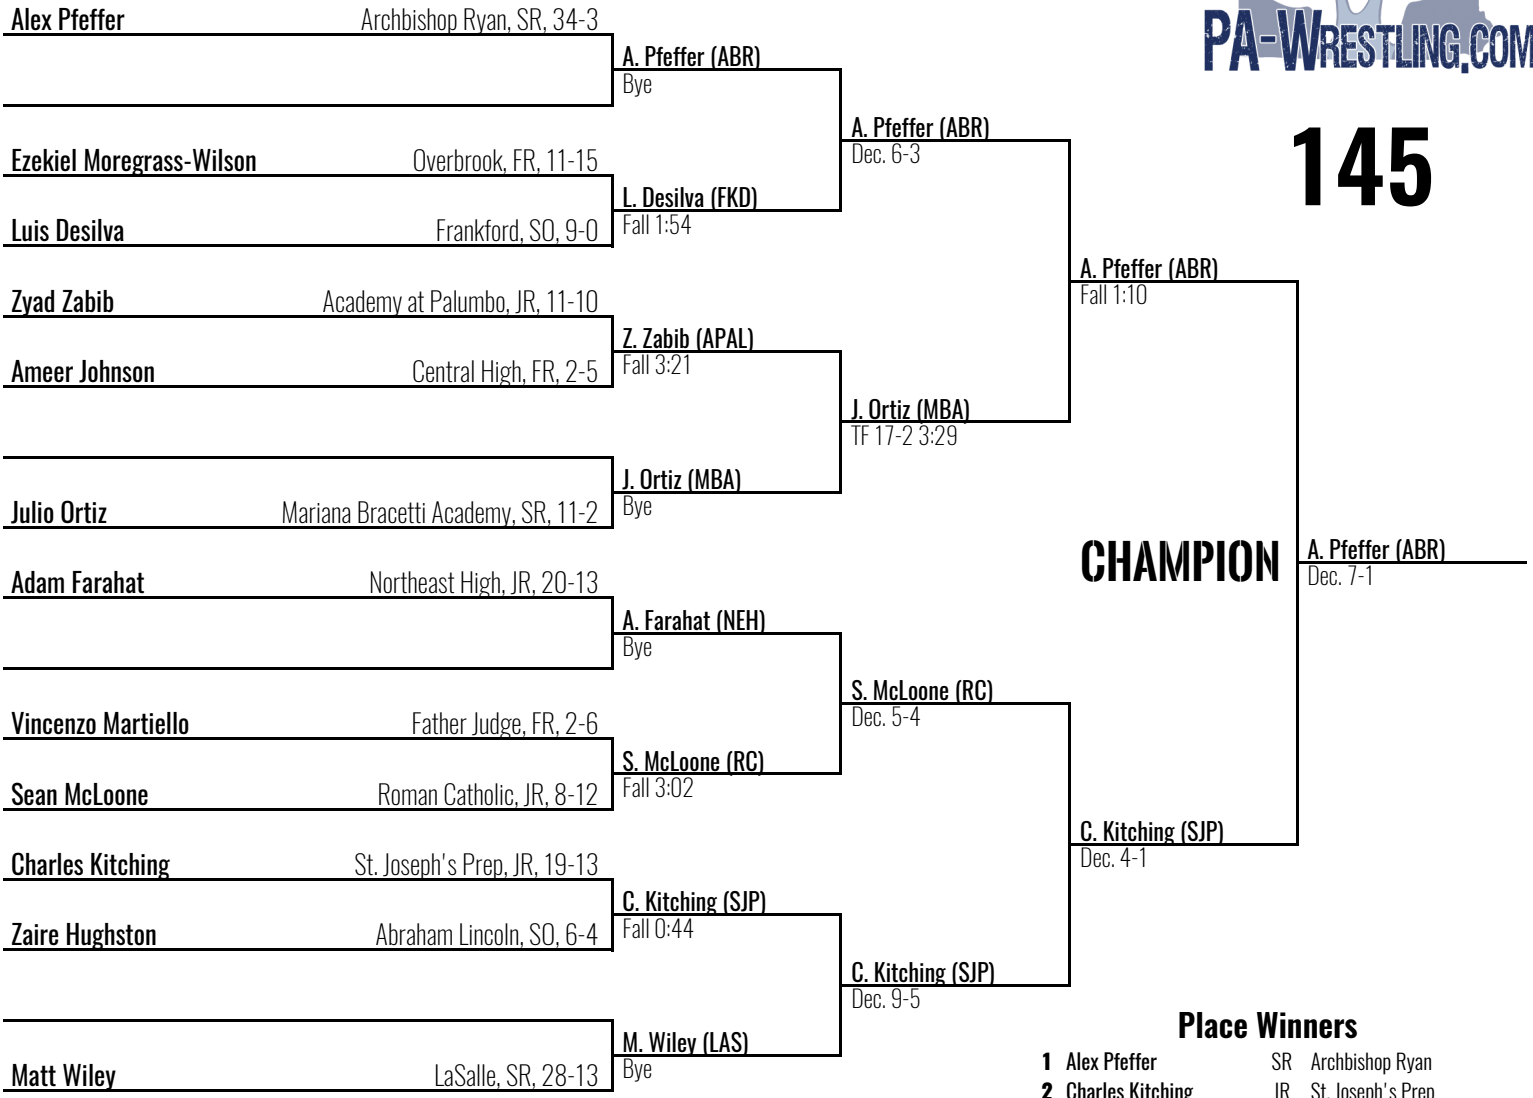 PA-WRESTLING.COM
145
Alex Pfeffer Archbishop Ryan, SR, 34-3
A. Pfeffer (ABR)
Bye
A. Pfeffer (ABR)
Dec. 6-3
Ezekiel Moregrass-Wilson Overbrook, FR, 11-15
L. Desilva (FKD)
Fall 1:54
Luis Desilva Frankford, SO, 9-0
A. Pfeffer (ABR)
Fall 1:10
Zyad Zabib Academy at Palumbo, JR, 11-10
Z. Zabib (APAL)
Fall 3:21
Ameer Johnson Central High, FR, 2-5
J. Ortiz (MBA)
TF 17-2 3:29
J. Ortiz (MBA)
Bye
Julio Ortiz Mariana Bracetti Academy, SR, 11-2
CHAMPION
A. Pfeffer (ABR)
Dec. 7-1
Adam Farahat Northeast High, JR, 20-13
A. Farahat (NEH)
Bye
S. McLoone (RC)
Dec. 5-4
Vincenzo Martiello Father Judge, FR, 2-6
S. McLoone (RC)
Fall 3:02
Sean McLoone Roman Catholic, JR, 8-12
C. Kitching (SJP)
Dec. 4-1
Charles Kitching St. Joseph's Prep, JR, 19-13
C. Kitching (SJP)
Fall 0:44
Zaire Hughston Abraham Lincoln, SO, 6-4
C. Kitching (SJP)
Dec. 9-5
M. Wiley (LAS)
Bye
Matt Wiley LaSalle, SR, 28-13
Place Winners
1 Alex Pfeffer SR Archbishop Ryan
2 Charles Kitching JR St. Joseph's Prep